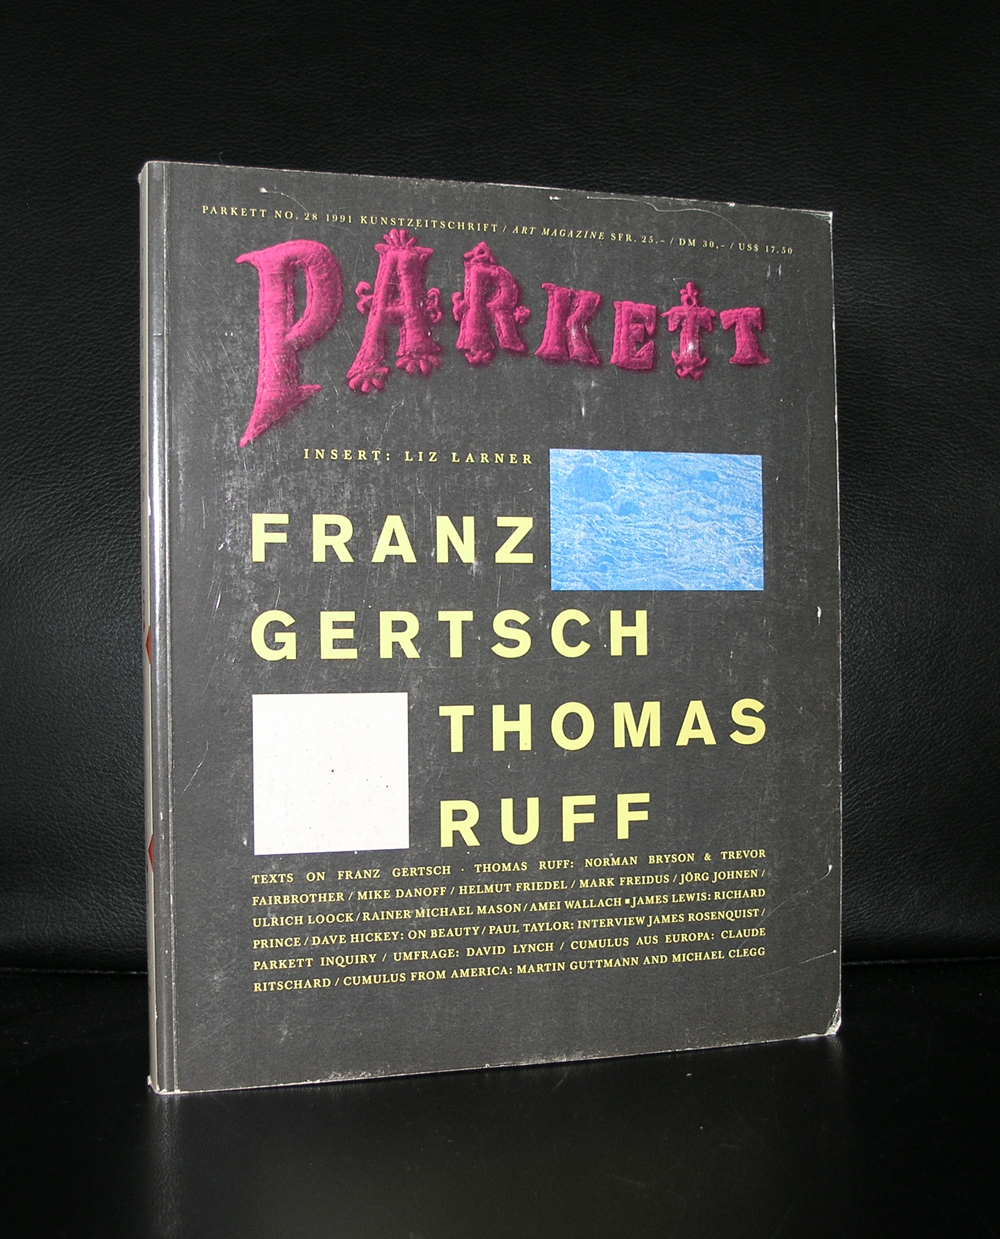 PARKETT NO. 28 1991 KUNSTZEITSCHRIFT / ART MAGAZINE SFR. 25.- / DM 30,- / US$ 17.50
PARKETT
INSERT: LIZ LARNER
FRANZ
GERTSCH
THOMAS
RUFF
TEXTS ON FRANZ GERTSCH · THOMAS RUFF: NORMAN BRYSON & TREVOR
FAIRBROTHER / MIKE DANOFF / HELMUT FRIEDEL / MARK FREIDUS / JÖRG JOHNEN /
ULRICH LOOCK / RAINER MICHAEL MASON / AMEI WALLACH ▪ JAMES LEWIS: RICHARD
PRINCE / DAVE HICKEY: ON BEAUTY / PAUL TAYLOR: INTERVIEW JAMES ROSENQUIST /
PARKETT INQUIRY / UMFRAGE: DAVID LYNCH / CUMULUS AUS EUROPA: CLAUDE
RITSCHARD / CUMULUS FROM AMERICA: MARTIN GUTTMANN AND MICHAEL CLEGG